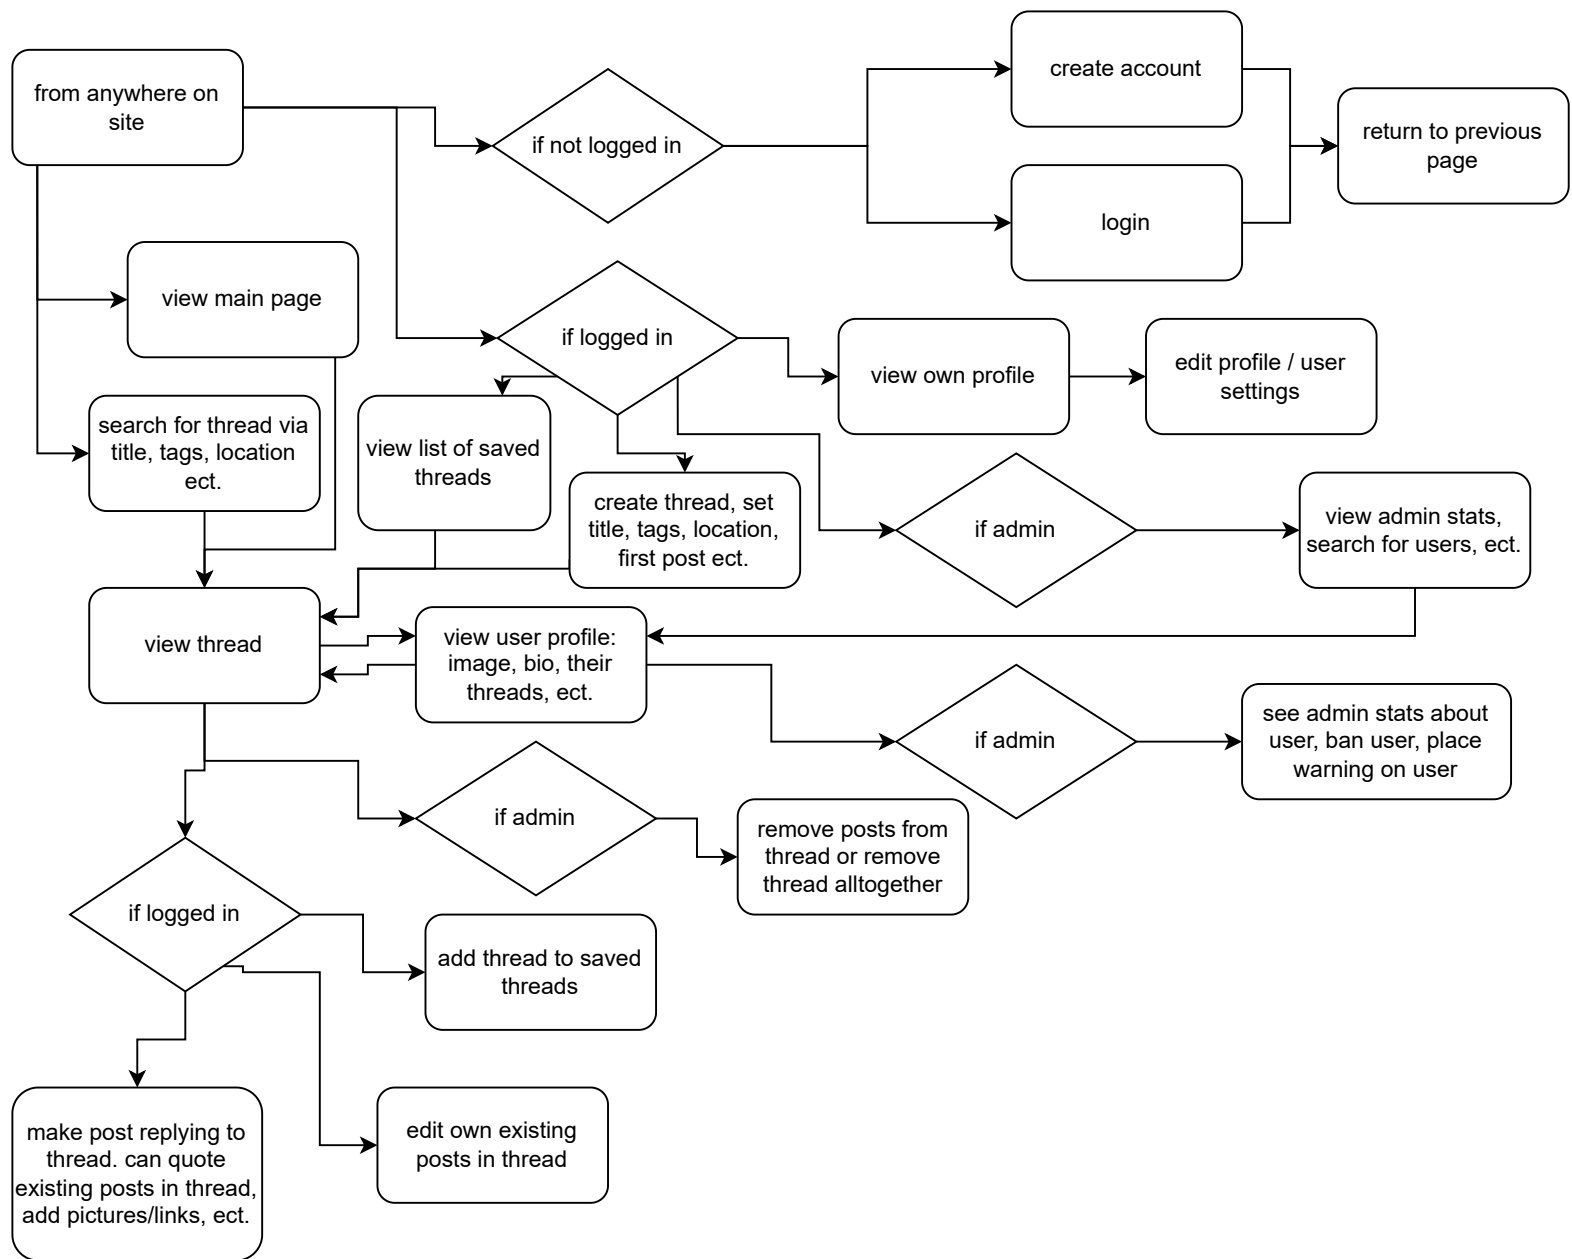 from anywhere on
site
if not logged in
create account
login
return to previous
page
view main page
if logged in
view own profile
edit profile / user
settings
search for thread via
title, tags, location
ect.
view list of saved
threads
create thread, set
title, tags, location,
first post ect.
if admin
view admin stats,
search for users, ect.
view thread
view user profile:
image, bio, their
threads, ect.
if admin
see admin stats about
user, ban user, place
warning on user
if admin
remove posts from
thread or remove
thread alltogether
if logged in
add thread to saved
threads
make post replying to
thread. can quote
existing posts in thread,
add pictures/links, ect.
edit own existing
posts in thread